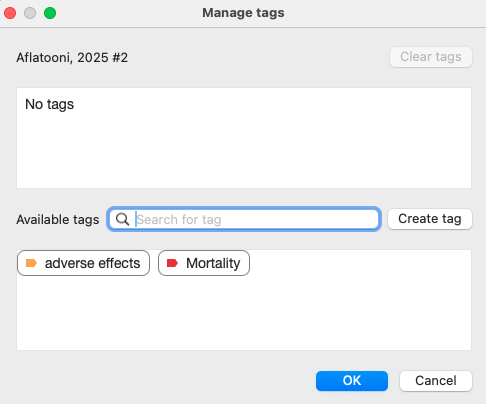 Manage tags
Aflatooni, 2025 #2
Clear tags
No tags
Available tags
Search for tag
Create tag
adverse effects
Mortality
OK
Cancel